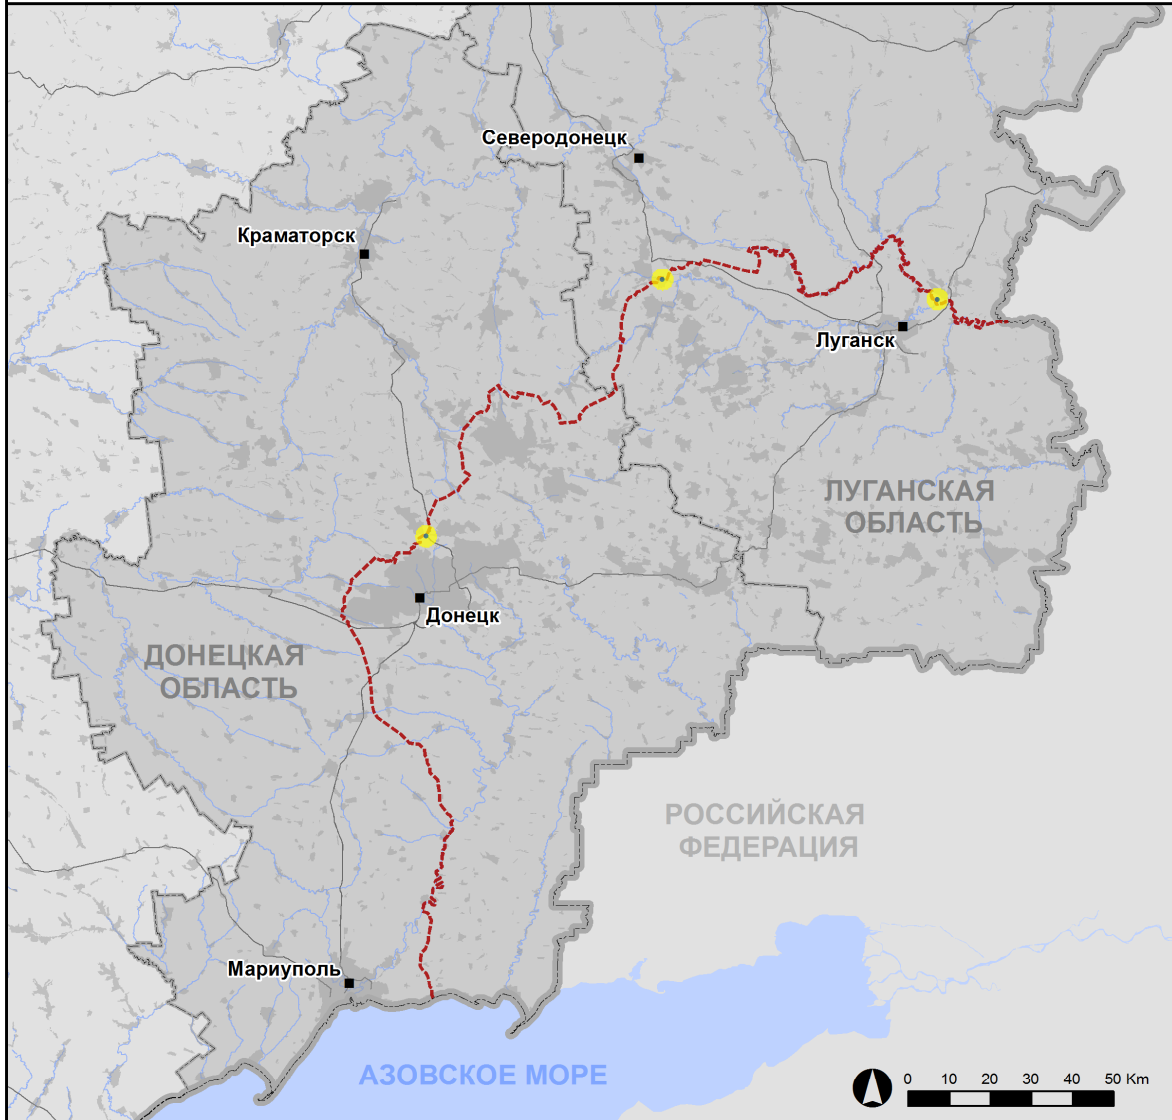 Северодонецк
Краматорск
Луганск
ЛУГАНСКАЯ
ОБЛАСТЬ
Донецк
ДОНЕЦКАЯ
ОБЛАСТЬ
РОССИЙСКАЯ
ФЕДЕРАЦИЯ
Мариуполь
АЗОВСКОЕ МОРЕ
0 10 20 30 40 50 Km